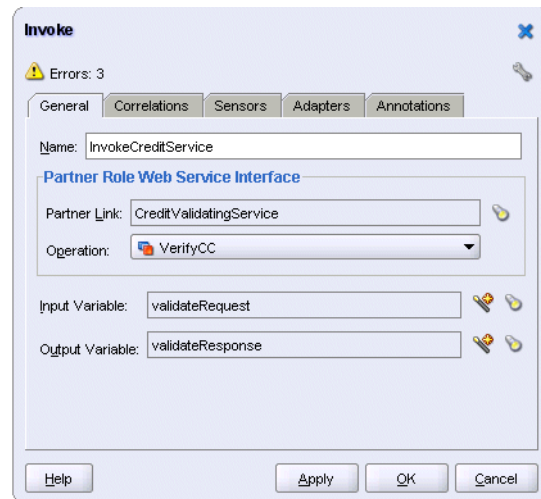 Invoke
Errors: 3
General Correlations Sensors Adapters Annotations
Name: InvokeCreditService
Partner Role Web Service Interface
Partner Link: CreditValidatingService
Operation: VerifyCC
Input Variable: validateRequest
Output Variable: validateResponse
Help Apply OK Cancel